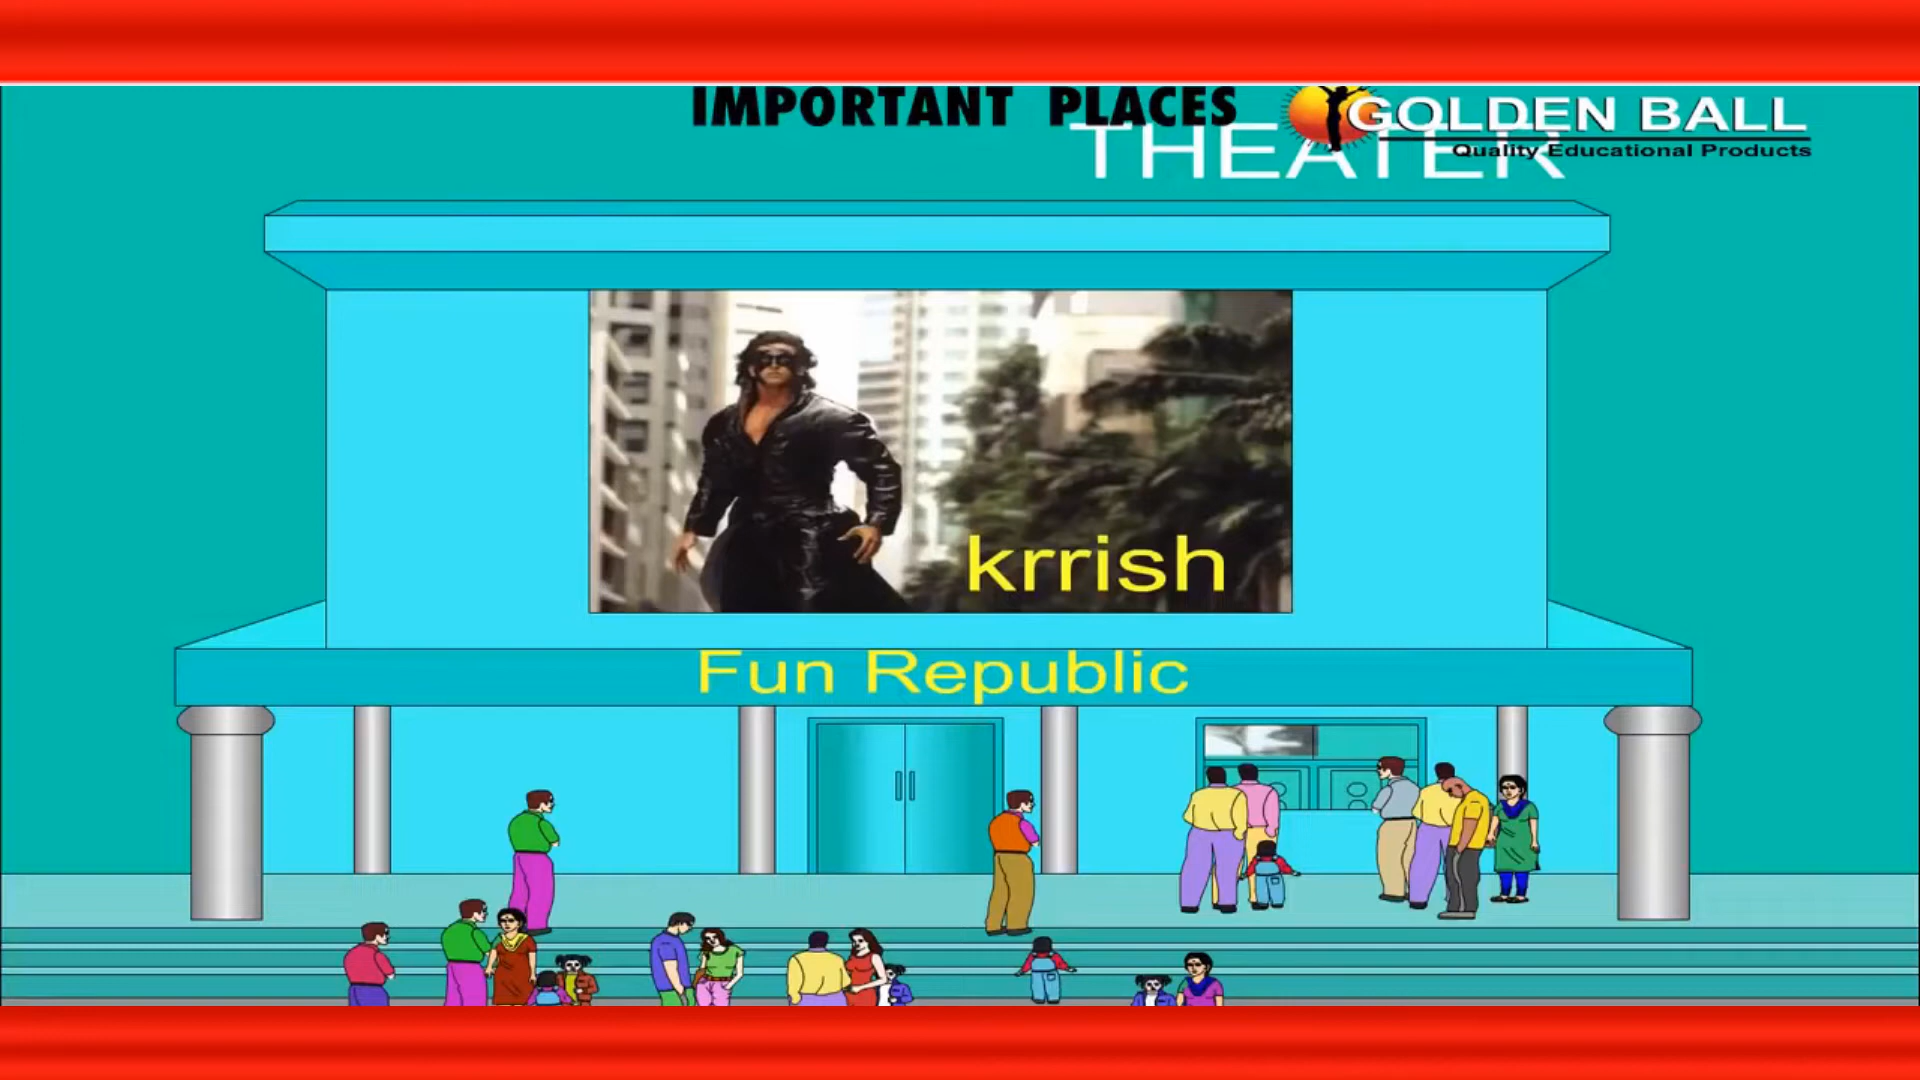 IMPORTANT PLACES
GOLDEN BALL
Quality Educational Products
THEATER
krrish
Fun Republic